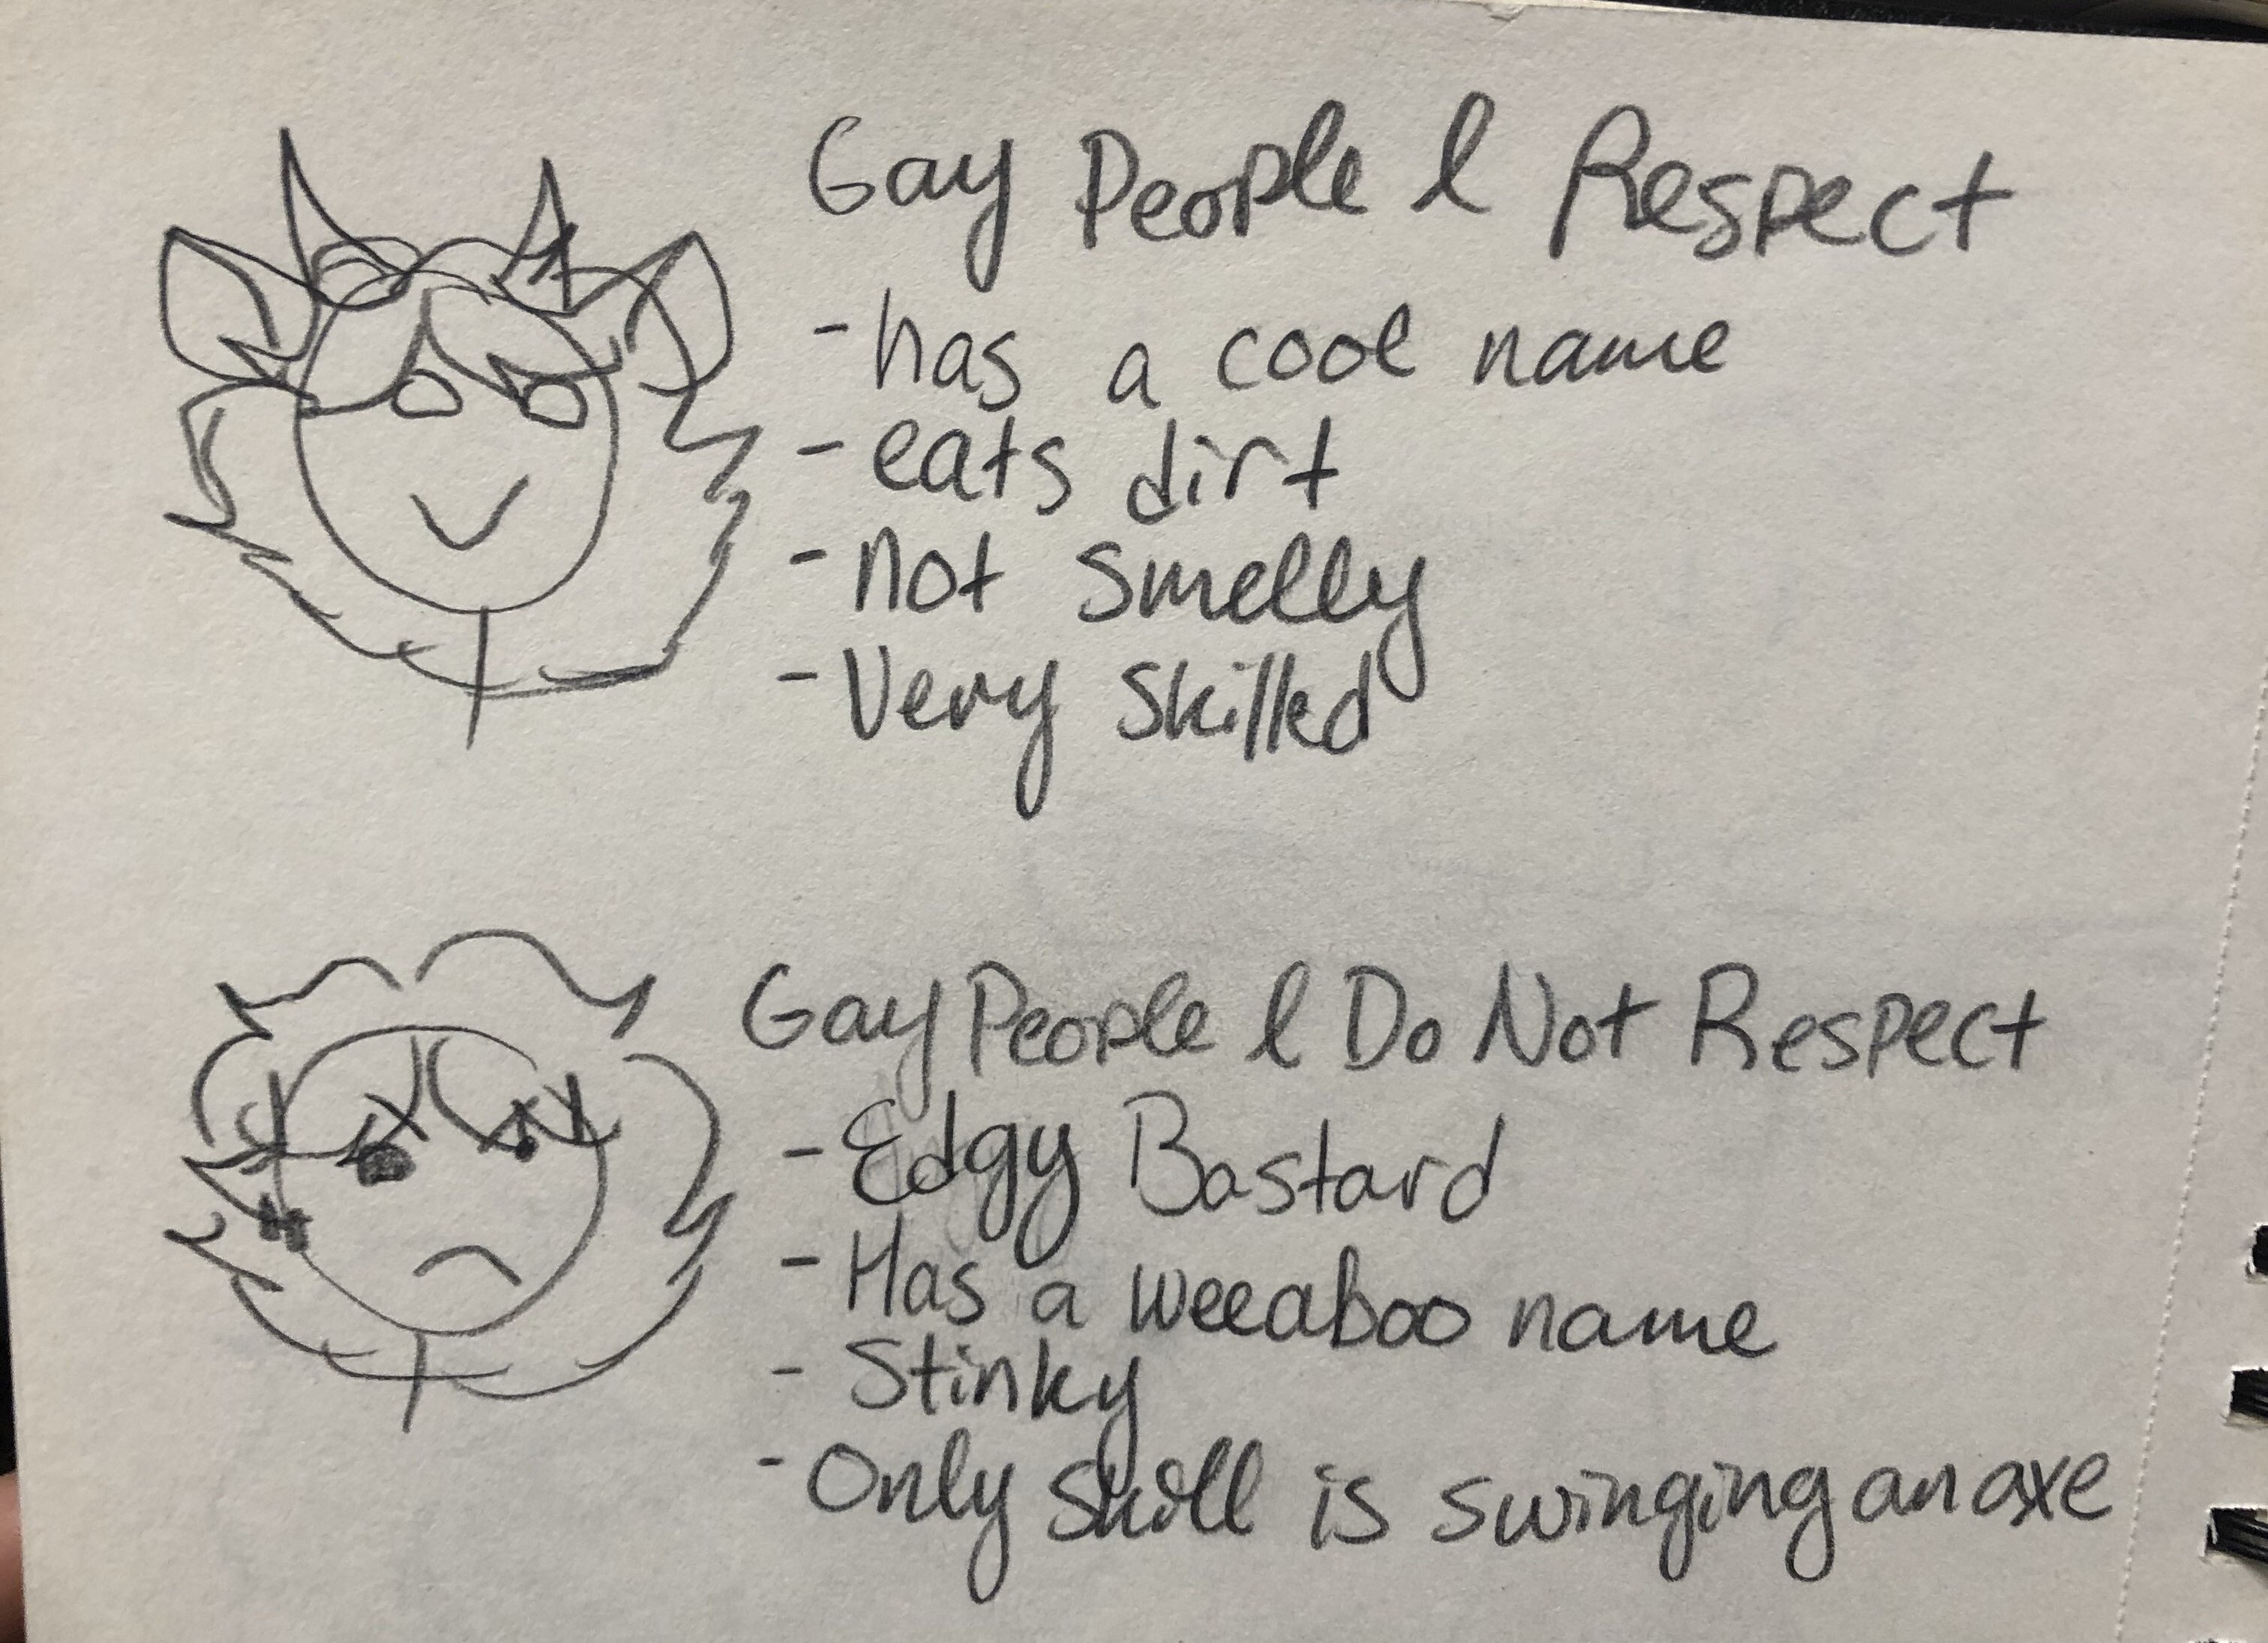 Gay People I Respect
- has a cool name
- eats dirt
- not smelly
- Very skilled
Gay People I Do Not Respect
- Edgy Bastard
- Has a weeaboo name
- Stinky
- Only skill is swinging an axe